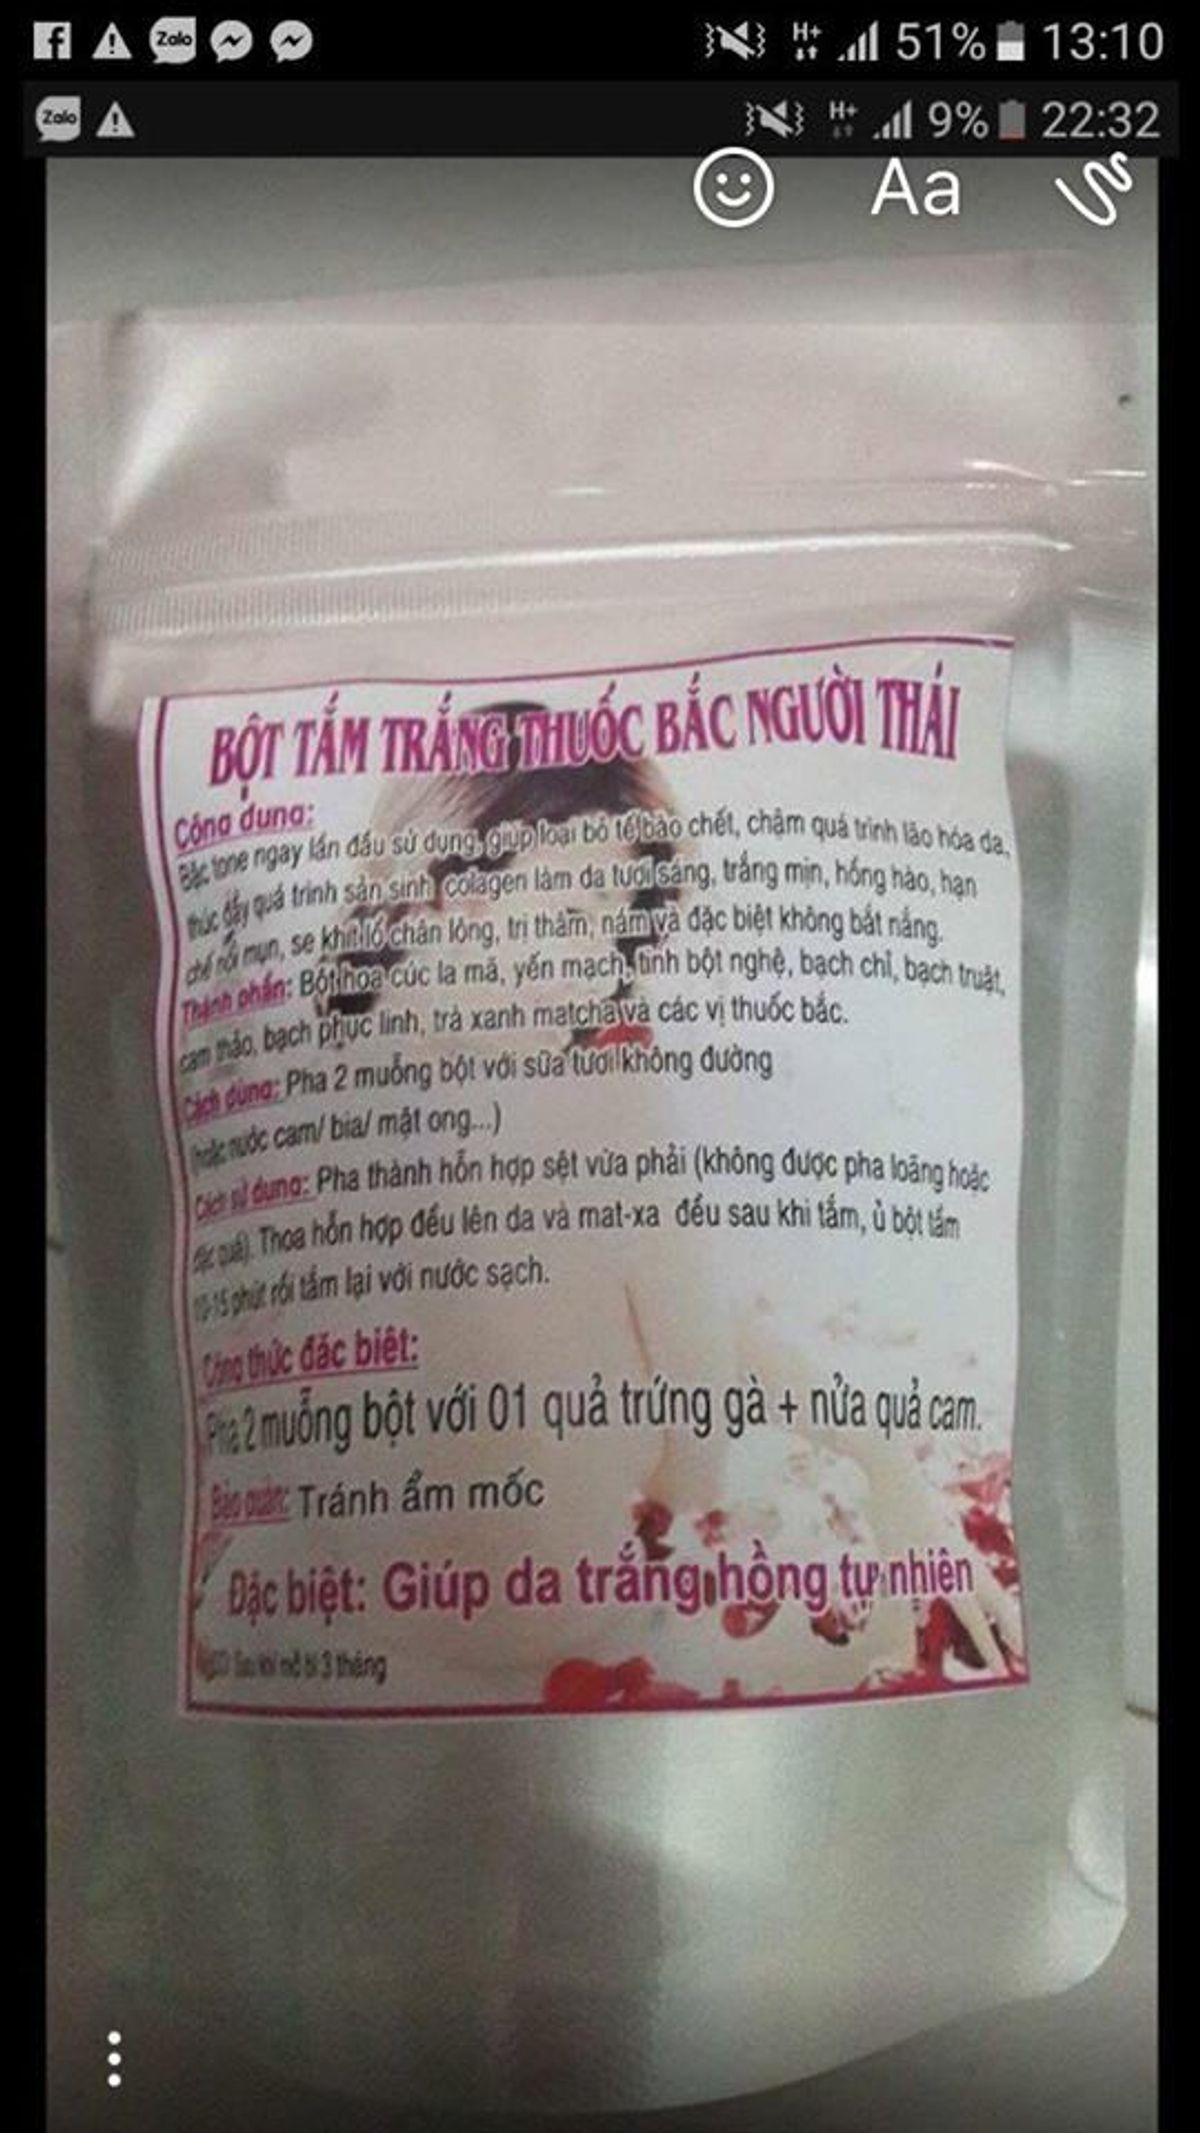 Zalo
H+
51%
13:10
Zalo
H+
9%
22:32
Aa
BỘT TẮM TRẮNG THUỐC BẮC NGƯỜI THÁI
Công dụng:
Bậc tone ngay lần đầu sử dụng, giúp loại bỏ tế bào chết, chậm quá trình lão hóa da,
thúc đẩy quá trình sản sinh colagen làm da tươi sáng, trắng mịn, hồng hào, hạn
chế nổi mụn, se khít lỗ chân lông, trị thâm, nám và đặc biệt không bắt nắng.
Thành phần: Bột hoa cúc la mã, yến mạch, tinh bột nghệ, bạch chỉ, bạch truật,
cam thảo, bạch phục linh, trà xanh matcha và các vị thuốc bắc.
Cách dùng: Pha 2 muỗng bột với sữa tươi không đường
(hoặc nước cam/ bia/ mật ong...)
Cách sử dụng: Pha thành hỗn hợp sệt vừa phải (không được pha loãng hoặc
đặc quá). Thoa hỗn hợp đều lên da và mat-xa đều sau khi tắm, ủ bột tắm
10-15 phút rồi tắm lại với nước sạch.
Công thức đặc biệt:
Pha 2 muỗng bột với 01 quả trứng gà + nửa quả cam.
Bảo quản: Tránh ẩm mốc
Đặc biệt: Giúp da trắng hồng tự nhiên
Sau khi mở bì 3 tháng